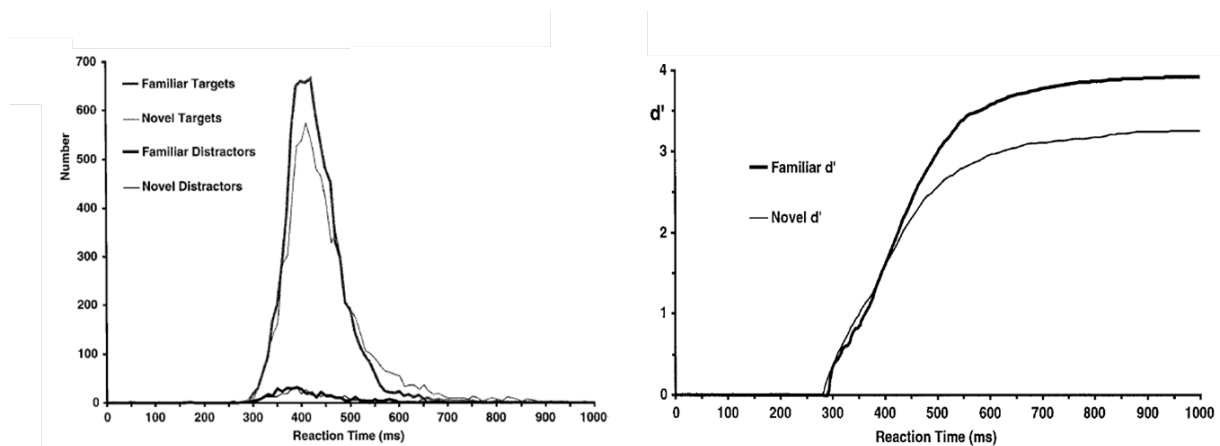 700
600
500
400
300
200
100
0
Number
Familiar Targets
Novel Targets
Familiar Distractors
Novel Distractors
0 100 200 300 400 500 600 700 800 900 1000
Reaction Time (ms)
4
3
2
1
0
d'
Familiar d'
Novel d'
0 100 200 300 400 500 600 700 800 900 1000
Reaction Time (ms)